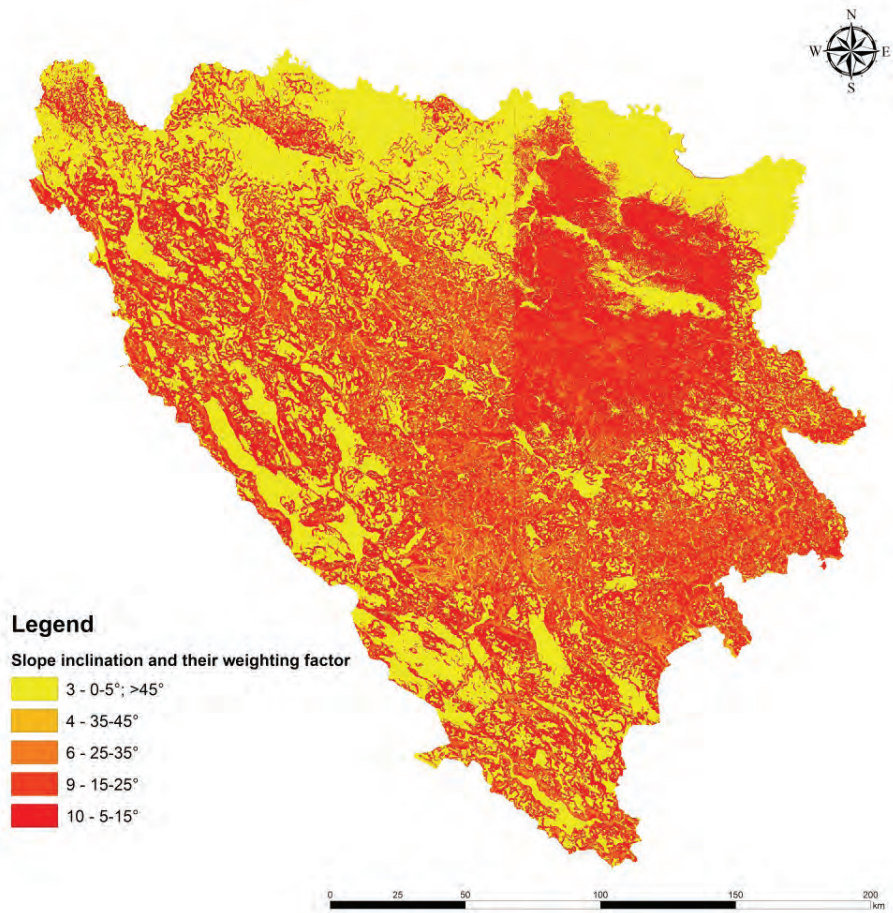 N
W E
S
Legend
Slope inclination and their weighting factor
3 - 0-5°; >45°
4 - 35-45°
6 - 25-35°
9 - 15-25°
10 - 5-15°
0 25 50 100 150 200
km